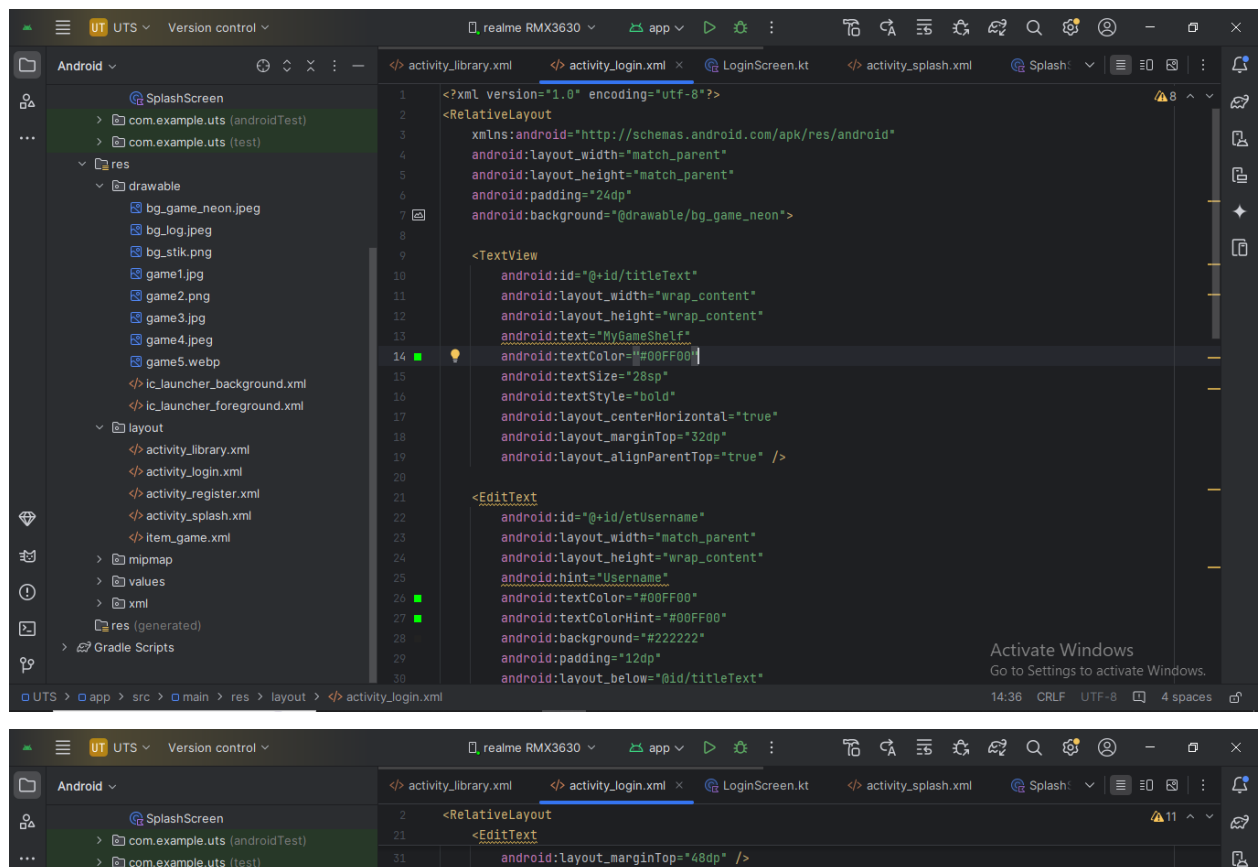 UT UTS Version control realme RMX3630 app
Android
activity_library.xml activity_login.xml LoginScreen.kt activity_splash.xml SplashS
SplashScreen
com.example.uts (androidTest)
com.example.uts (test)
res
drawable
bg_game_neon.jpeg
bg_log.jpeg
bg_stik.png
game1.jpg
game2.png
game3.jpg
game4.jpeg
game5.webp
ic_launcher_background.xml
ic_launcher_foreground.xml
layout
activity_library.xml
activity_login.xml
activity_register.xml
activity_splash.xml
item_game.xml
mipmap
values
xml
res (generated)
Gradle Scripts
8
1 <?xml version="1.0" encoding="utf-8"?>
2 <RelativeLayout
3 xmlns:android="http://schemas.android.com/apk/res/android"
4 android:layout_width="match_parent"
5 android:layout_height="match_parent"
6 android:padding="24dp"
7 android:background="@drawable/bg_game_neon">
8
9 <TextView
10 android:id="@+id/titleText"
11 android:layout_width="wrap_content"
12 android:layout_height="wrap_content"
13 android:text="MyGameShelf"
14 android:textColor="#00FF00"
15 android:textSize="28sp"
16 android:textStyle="bold"
17 android:layout_centerHorizontal="true"
18 android:layout_marginTop="32dp"
19 android:layout_alignParentTop="true" />
20
21 <EditText
22 android:id="@+id/etUsername"
23 android:layout_width="match_parent"
24 android:layout_height="wrap_content"
25 android:hint="Username"
26 android:textColor="#00FF00"
27 android:textColorHint="#00FF00"
28 android:background="#222222"
29 android:padding="12dp"
30 android:layout_below="@id/titleText"
Activate Windows
Go to Settings to activate Windows.
UTS > app > src > main > res > layout > activity_login.xml 14:36 CRLF UTF-8 4 spaces
UT UTS Version control realme RMX3630 app
Android
activity_library.xml activity_login.xml LoginScreen.kt activity_splash.xml SplashS
SplashScreen
com.example.uts (androidTest)
com.example.uts (test)
11
2 <RelativeLayout
21 <EditText
31 android:layout_marginTop="48dp" />